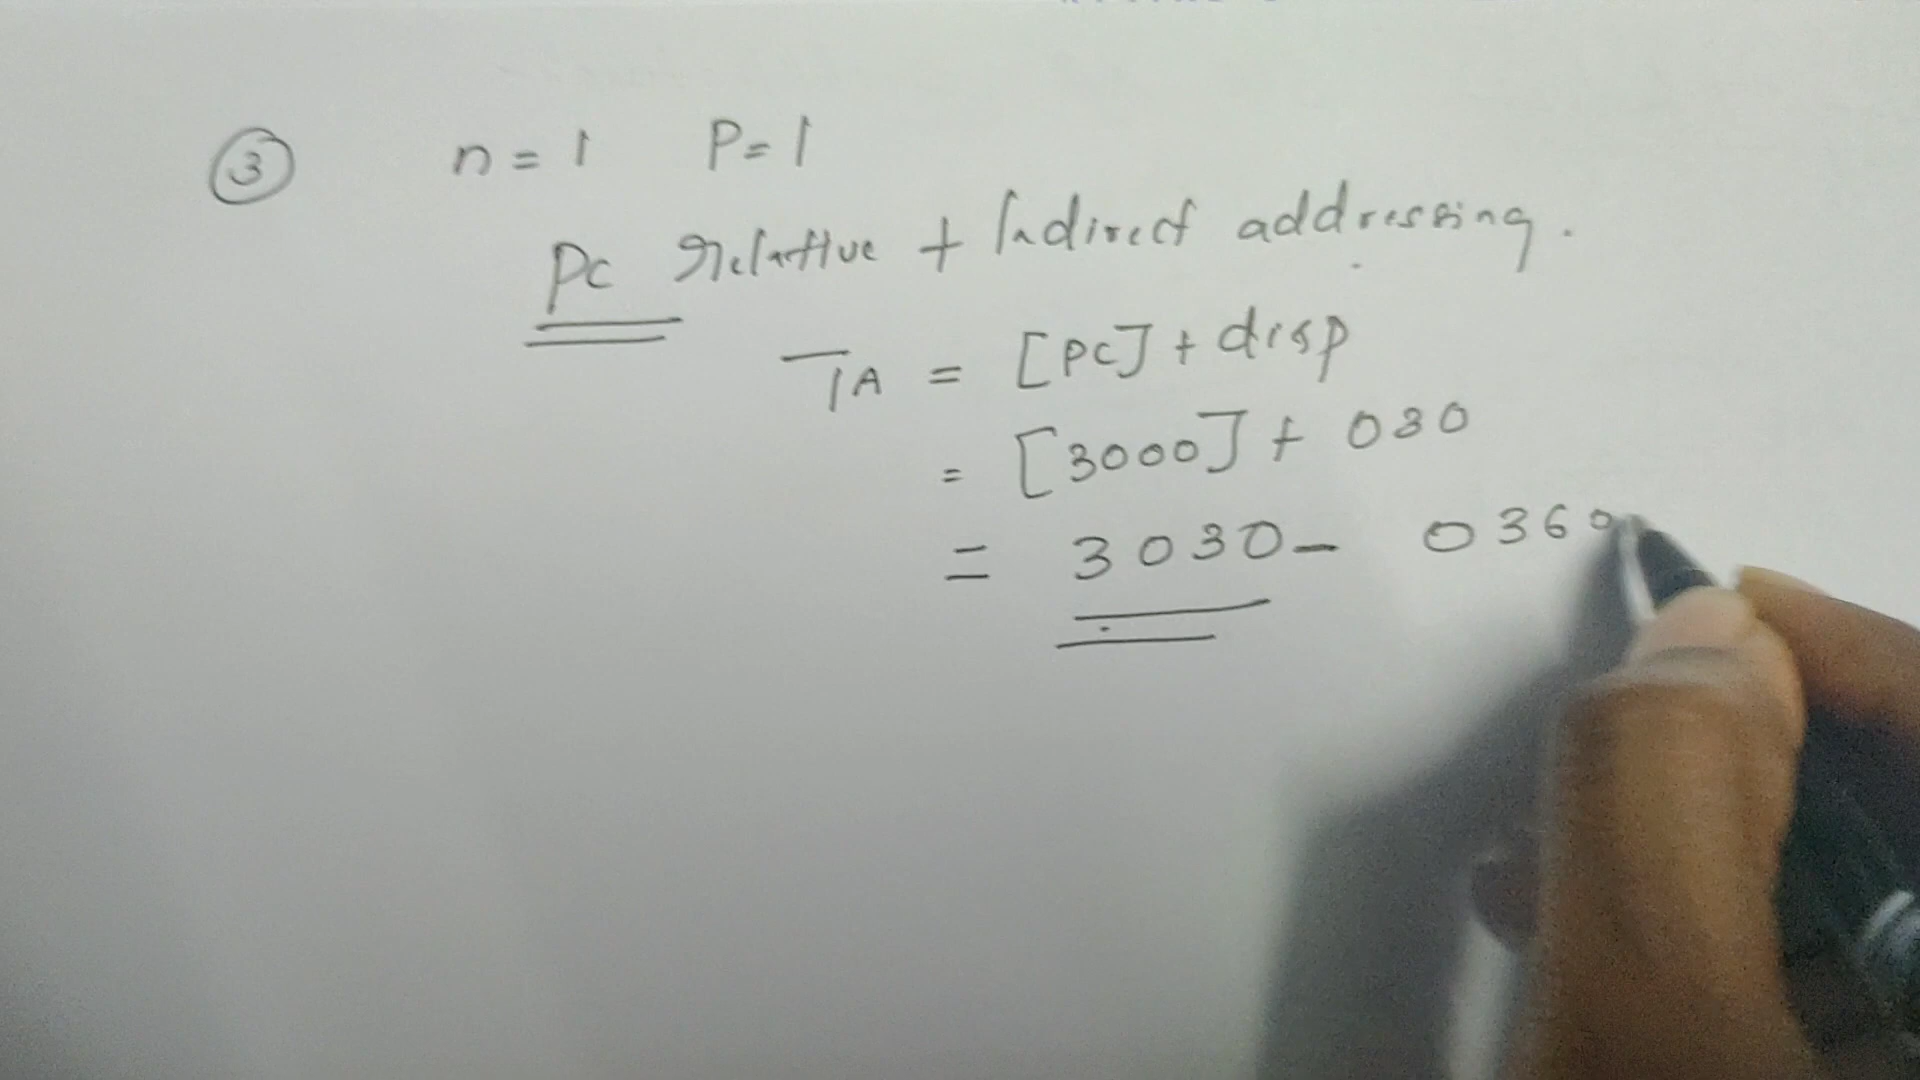 ③ n = 1 P = 1
PC relative + Indirect addressing.
TA = [PC] + disp
= [3000] + 030
= 3030 - 0360